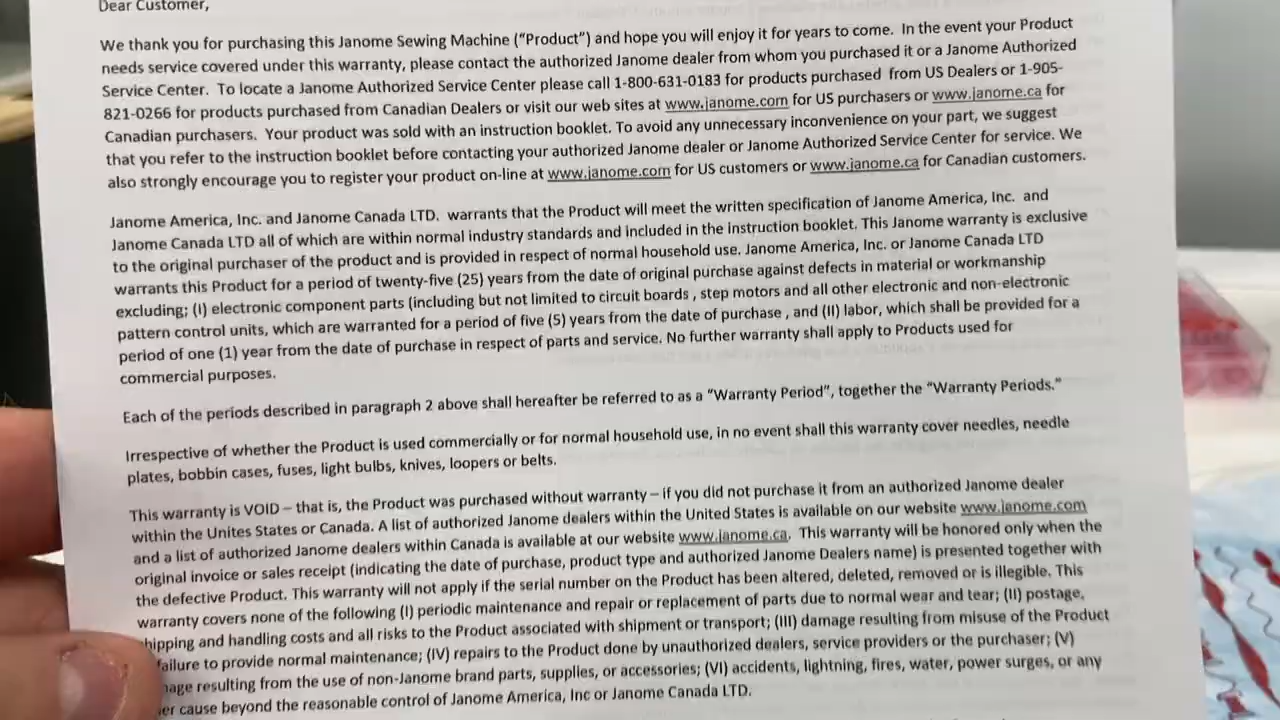 Dear Customer,
We thank you for purchasing this Janome Sewing Machine (“Product”) and hope you will enjoy it for years to come. In the event your Product
needs service covered under this warranty, please contact the authorized Janome dealer from whom you purchased it or a Janome Authorized
Service Center. To locate a Janome Authorized Service Center please call 1-800-631-0183 for products purchased from US Dealers or 1-905-
821-0266 for products purchased from Canadian Dealers or visit our web sites at www.janome.com for US purchasers or www.janome.ca for
Canadian purchasers. Your product was sold with an instruction booklet. To avoid any unnecessary inconvenience on your part, we suggest
that you refer to the instruction booklet before contacting your authorized Janome dealer or Janome Authorized Service Center for service. We
also strongly encourage you to register your product on-line at www.janome.com for US customers or www.janome.ca for Canadian customers.
Janome America, Inc. and Janome Canada LTD. warrants that the Product will meet the written specification of Janome America, Inc. and
Janome Canada LTD all of which are within normal industry standards and included in the instruction booklet. This Janome warranty is exclusive
to the original purchaser of the product and is provided in respect of normal household use. Janome America, Inc. or Janome Canada LTD
warrants this Product for a period of twenty-five (25) years from the date of original purchase against defects in material or workmanship
excluding; (I) electronic component parts (including but not limited to circuit boards , step motors and all other electronic and non-electronic
pattern control units, which are warranted for a period of five (5) years from the date of purchase , and (II) labor, which shall be provided for a
period of one (1) year from the date of purchase in respect of parts and service. No further warranty shall apply to Products used for
commercial purposes.
Each of the periods described in paragraph 2 above shall hereafter be referred to as a “Warranty Period”, together the “Warranty Periods.”
Irrespective of whether the Product is used commercially or for normal household use, in no event shall this warranty cover needles, needle
plates, bobbin cases, fuses, light bulbs, knives, loopers or belts.
This warranty is VOID – that is, the Product was purchased without warranty – if you did not purchase it from an authorized Janome dealer
within the Unites States or Canada. A list of authorized Janome dealers within the United States is available on our website www.janome.com
and a list of authorized Janome dealers within Canada is available at our website www.janome.ca. This warranty will be honored only when the
original invoice or sales receipt (indicating the date of purchase, product type and authorized Janome Dealers name) is presented together with
the defective Product. This warranty will not apply if the serial number on the Product has been altered, deleted, removed or is illegible. This
warranty covers none of the following (I) periodic maintenance and repair or replacement of parts due to normal wear and tear; (II) postage,
hipping and handling costs and all risks to the Product associated with shipment or transport; (III) damage resulting from misuse of the Product
ailure to provide normal maintenance; (IV) repairs to the Product done by unauthorized dealers, service providers or the purchaser; (V)
age resulting from the use of non-Janome brand parts, supplies, or accessories; (VI) accidents, lightning, fires, water, power surges, or any
er cause beyond the reasonable control of Janome America, Inc or Janome Canada LTD.